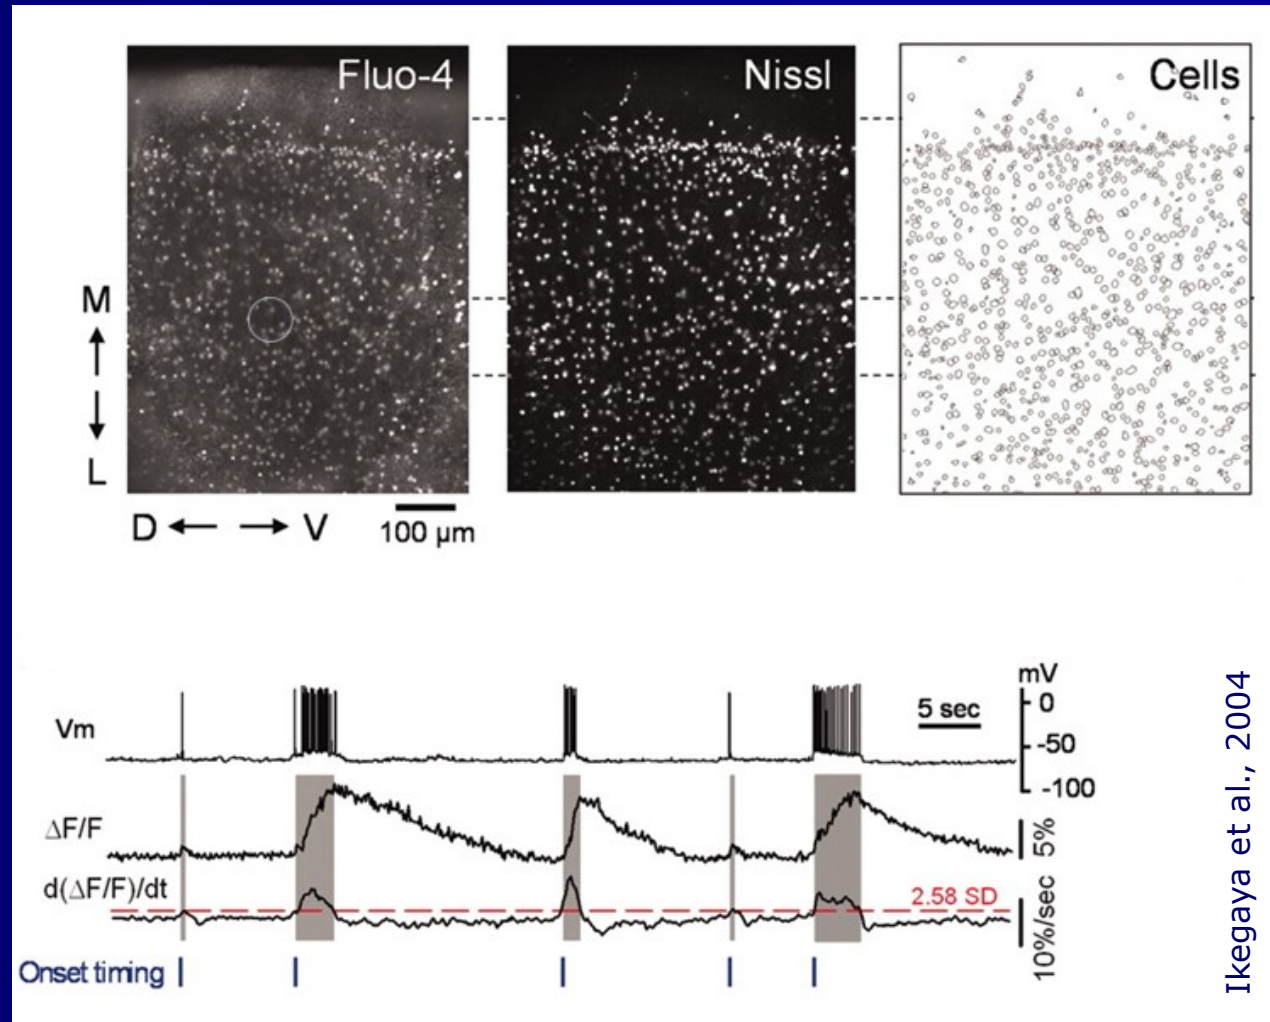 Fluo-4
Nissl
Cells
M
L
D
V
100 µm
mV
0
-50
-100
5 sec
Vm
ΔF/F
5%
d(ΔF/F)/dt
2.58 SD
10%/sec
Onset timing
Ikegaya et al., 2004